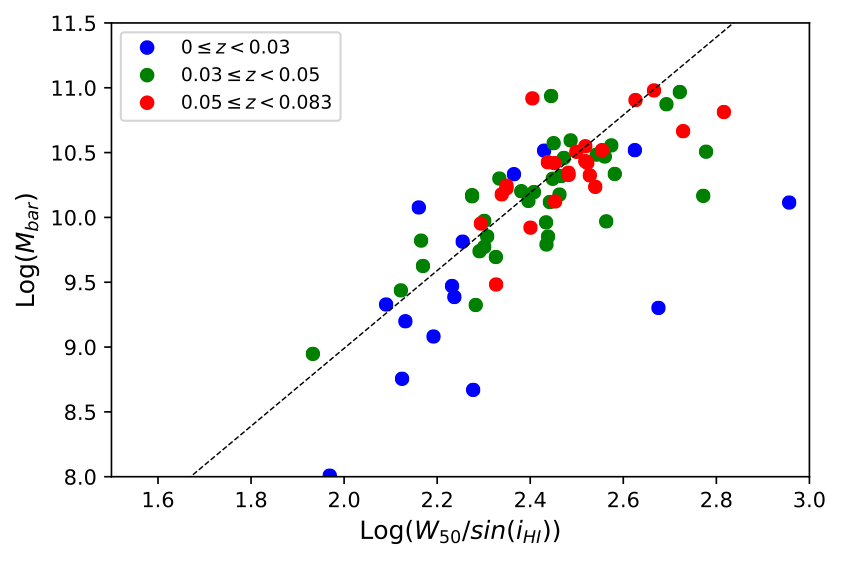 11.5
11.0
10.5
10.0
9.5
9.0
8.5
8.0
Log(M_bar)
0 ≤ z < 0.03
0.03 ≤ z < 0.05
0.05 ≤ z < 0.083
1.6 1.8 2.0 2.2 2.4 2.6 2.8 3.0
Log(W_50/sin(i_HI))